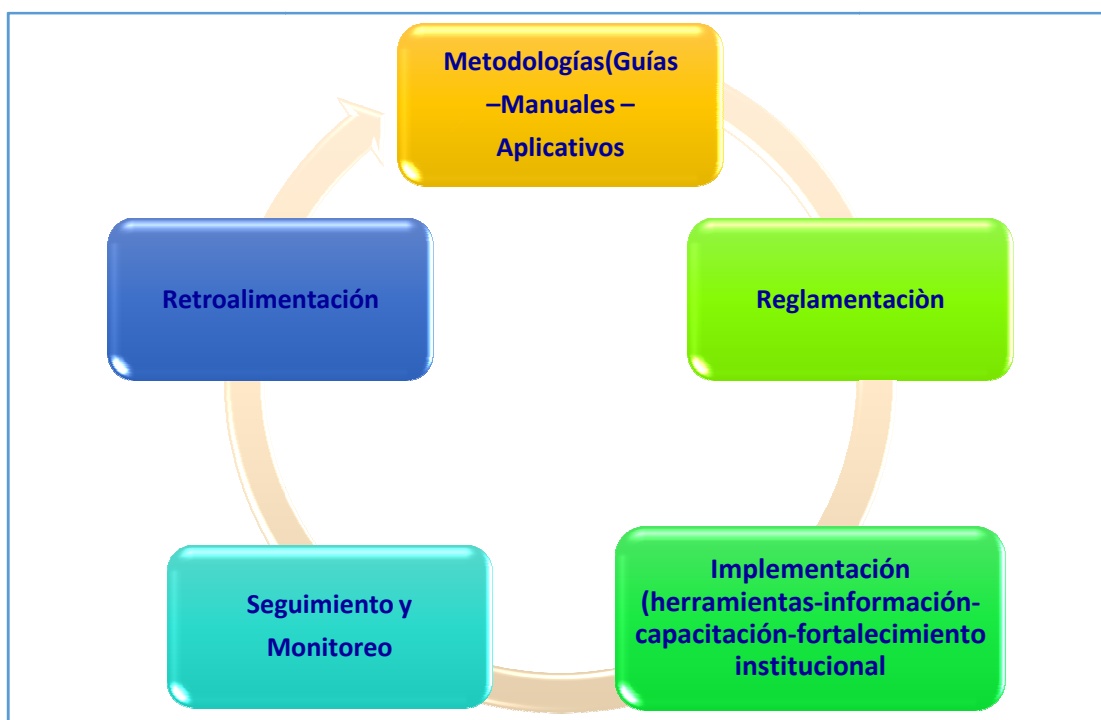 Metodologías(Guías
–Manuales –
Aplicativos
Reglamentaciòn
Implementación
(herramientas-información-
capacitación-fortalecimiento
institucional
Seguimiento y
Monitoreo
Retroalimentación